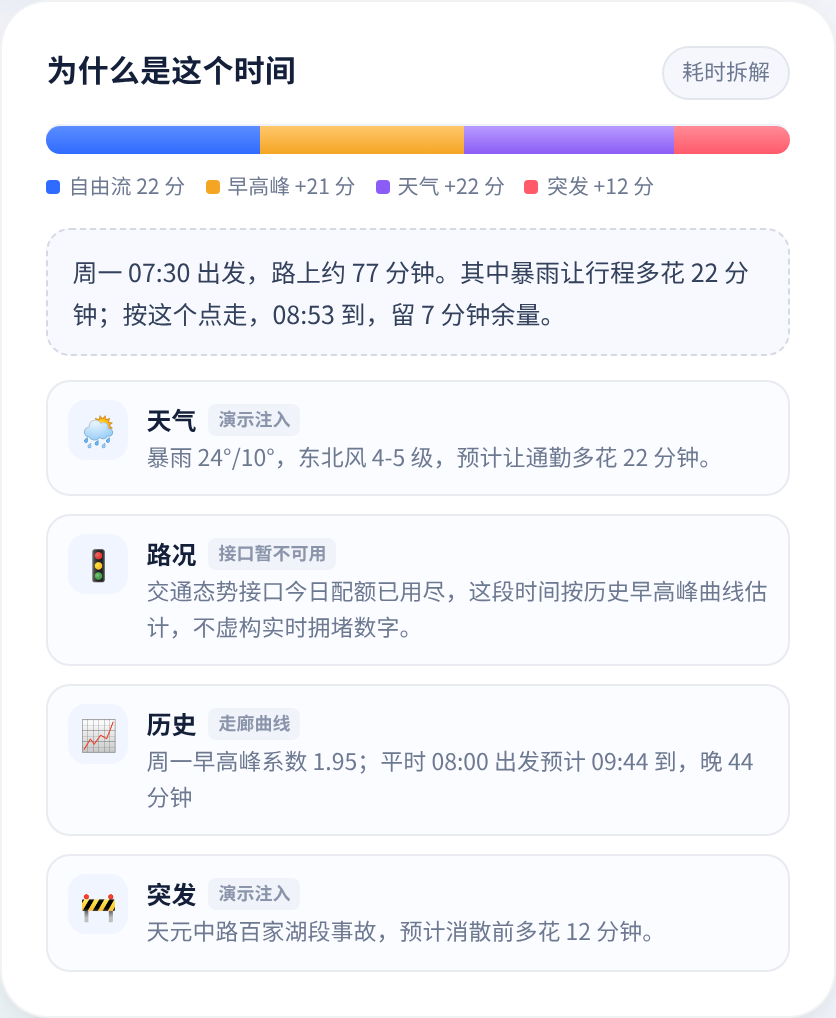 为什么是这个时间
耗时拆解
自由流 22 分
早高峰 +21 分
天气 +22 分
突发 +12 分
周一 07:30 出发，路上约 77 分钟。其中暴雨让行程多花 22 分
钟；按这个点走，08:53 到，留 7 分钟余量。
天气 演示注入
暴雨 24°/10°，东北风 4-5 级，预计让通勤多花 22 分钟。
路况 接口暂不可用
交通态势接口今日配额已用尽，这段时间按历史早高峰曲线估
计，不虚构实时拥堵数字。
历史 走廊曲线
周一早高峰系数 1.95；平时 08:00 出发预计 09:44 到，晚 44
分钟
突发 演示注入
天元中路百家湖段事故，预计消散前多花 12 分钟。